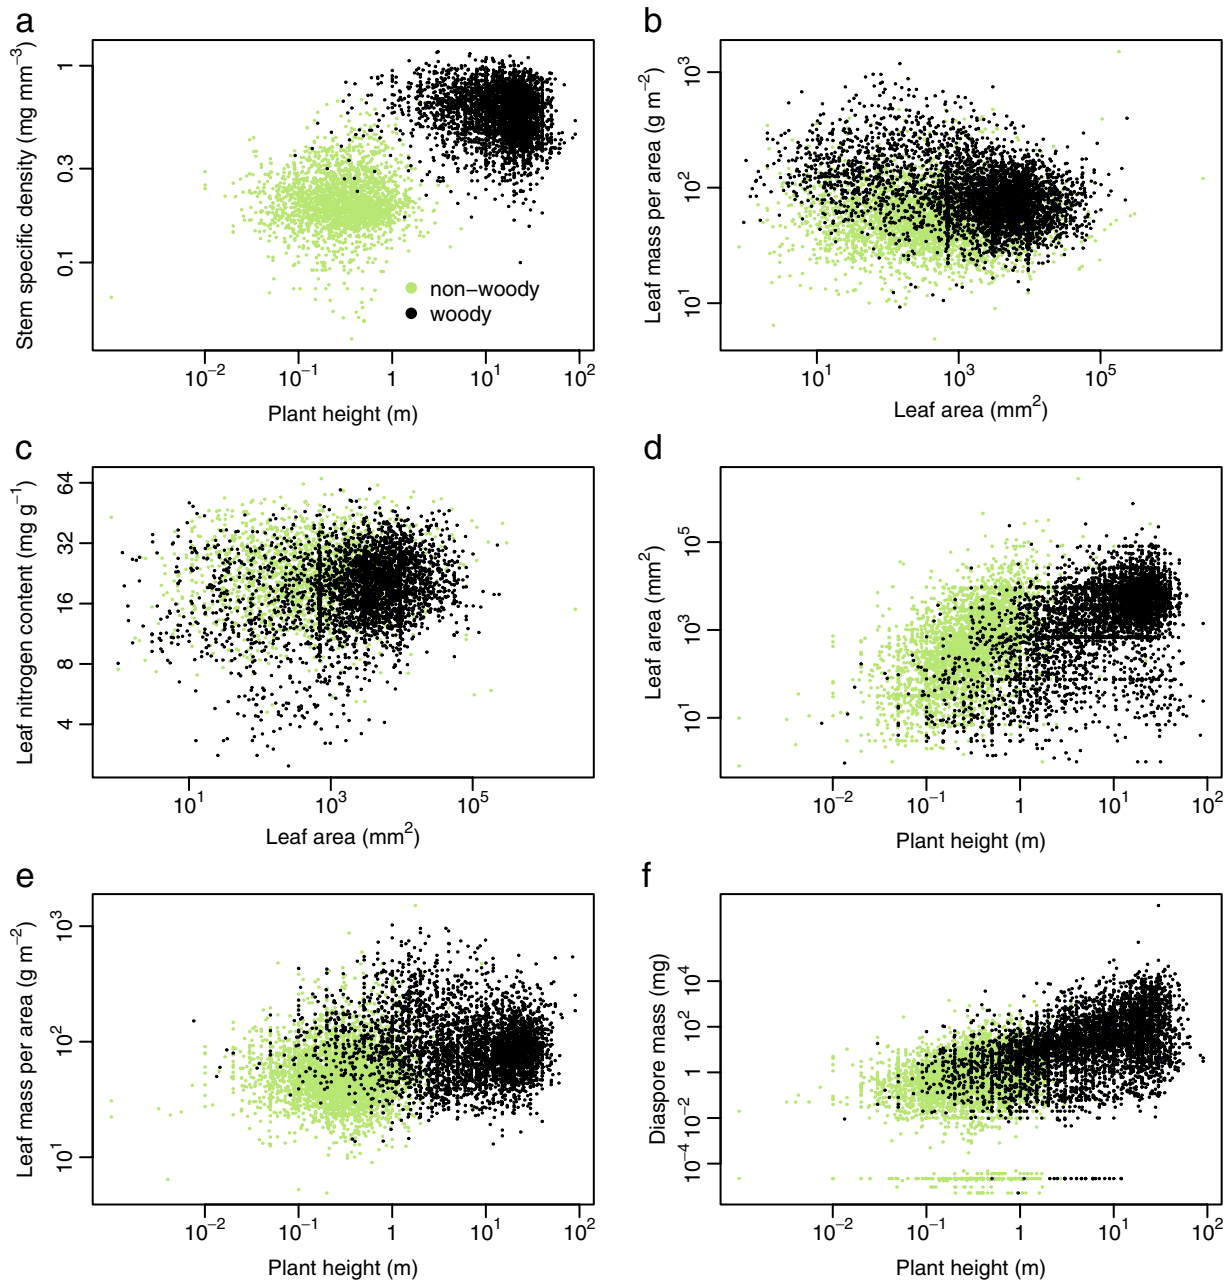 a
Stem specific density (mg mm⁻³)
1
0.3
0.1
non−woody
woody
10⁻² 10⁻¹ 1 10¹ 10²
Plant height (m)
b
Leaf mass per area (g m⁻²)
10³
10²
10¹
10¹ 10³ 10⁵
Leaf area (mm²)
c
Leaf nitrogen content (mg g⁻¹)
64
32
16
8
4
10¹ 10³ 10⁵
Leaf area (mm²)
d
Leaf area (mm²)
10⁵
10³
10¹
10⁻² 10⁻¹ 1 10¹ 10²
Plant height (m)
e
Leaf mass per area (g m⁻²)
10³
10²
10¹
10⁻² 10⁻¹ 1 10¹ 10²
Plant height (m)
f
Diaspore mass (mg)
10⁴
10²
1
10⁻²
10⁻⁴
10⁻² 10⁻¹ 1 10¹ 10²
Plant height (m)